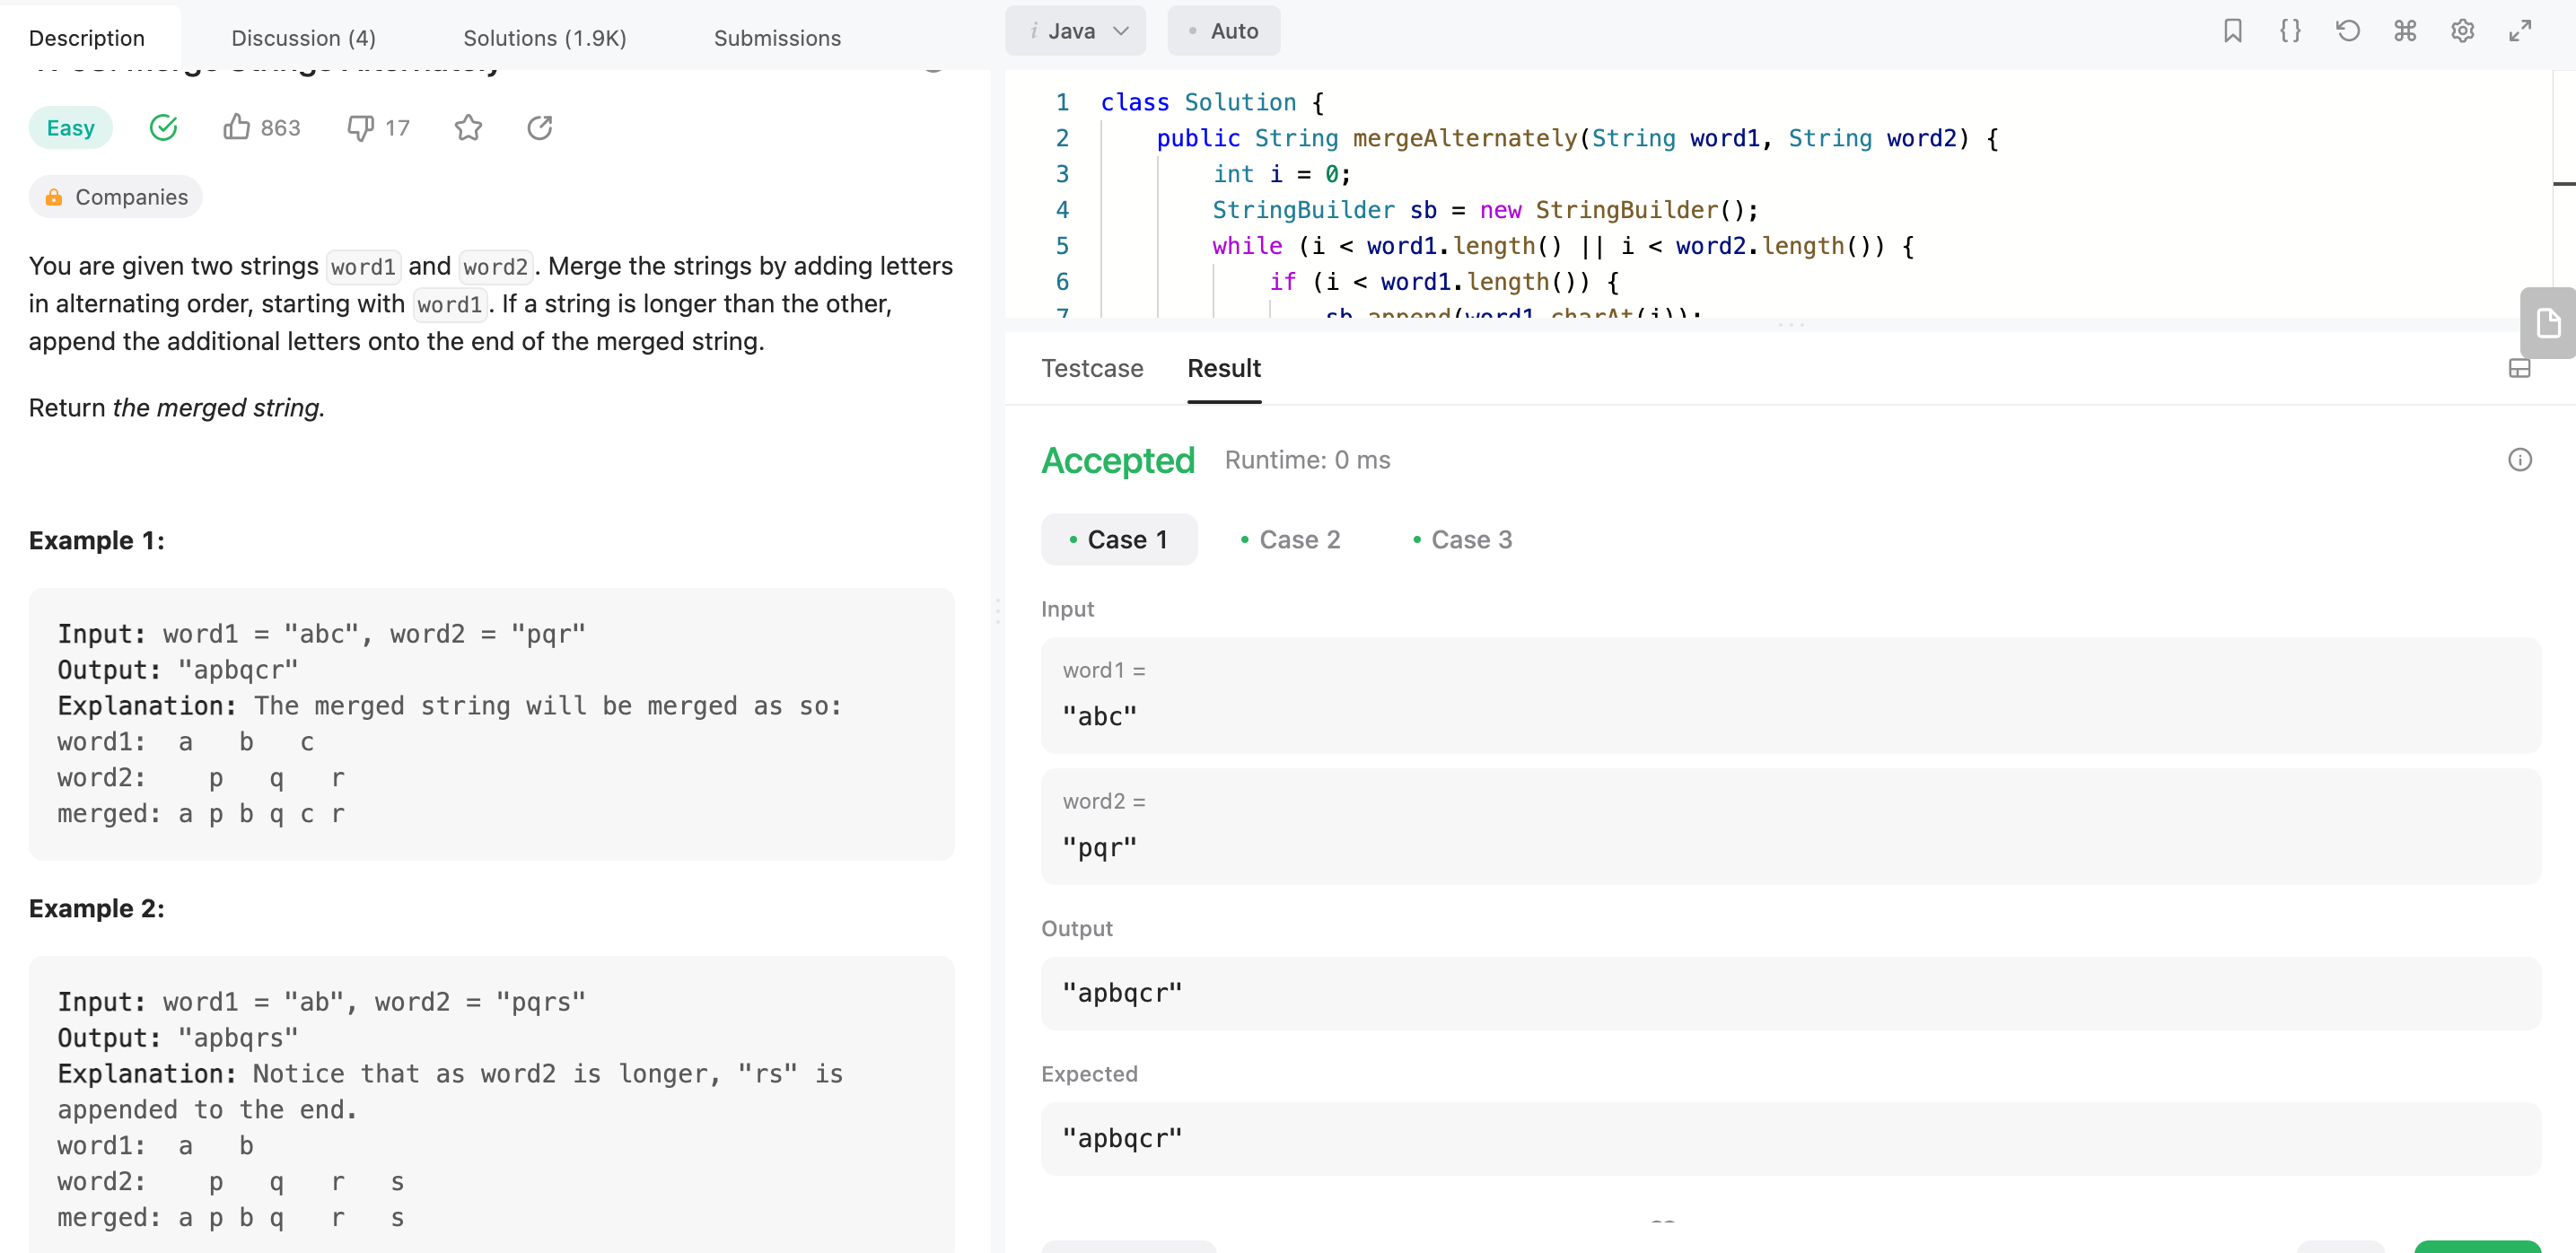 Description
Discussion (4)
Solutions (1.9K)
Submissions
Merge Strings Alternately
Easy
863
17
Companies
You are given two strings word1 and word2. Merge the strings by adding letters
in alternating order, starting with word1. If a string is longer than the other,
append the additional letters onto the end of the merged string.
Return the merged string.
Example 1:
Input: word1 = "abc", word2 = "pqr"
Output: "apbqcr"
Explanation: The merged string will be merged as so:
word1:  a   b   c
word2:    p   q   r
merged: a p b q c r
Example 2:
Input: word1 = "ab", word2 = "pqrs"
Output: "apbqrs"
Explanation: Notice that as word2 is longer, "rs" is
appended to the end.
word1:  a   b
word2:    p   q   r   s
merged: a p b q   r   s
i Java
Auto
1 class Solution {
2     public String mergeAlternately(String word1, String word2) {
3         int i = 0;
4         StringBuilder sb = new StringBuilder();
5         while (i < word1.length() || i < word2.length()) {
6             if (i < word1.length()) {
7                 sb.append(word1.charAt(i));
Testcase
Result
Accepted
Runtime: 0 ms
Case 1
Case 2
Case 3
Input
word1 =
"abc"
word2 =
"pqr"
Output
"apbqcr"
Expected
"apbqcr"